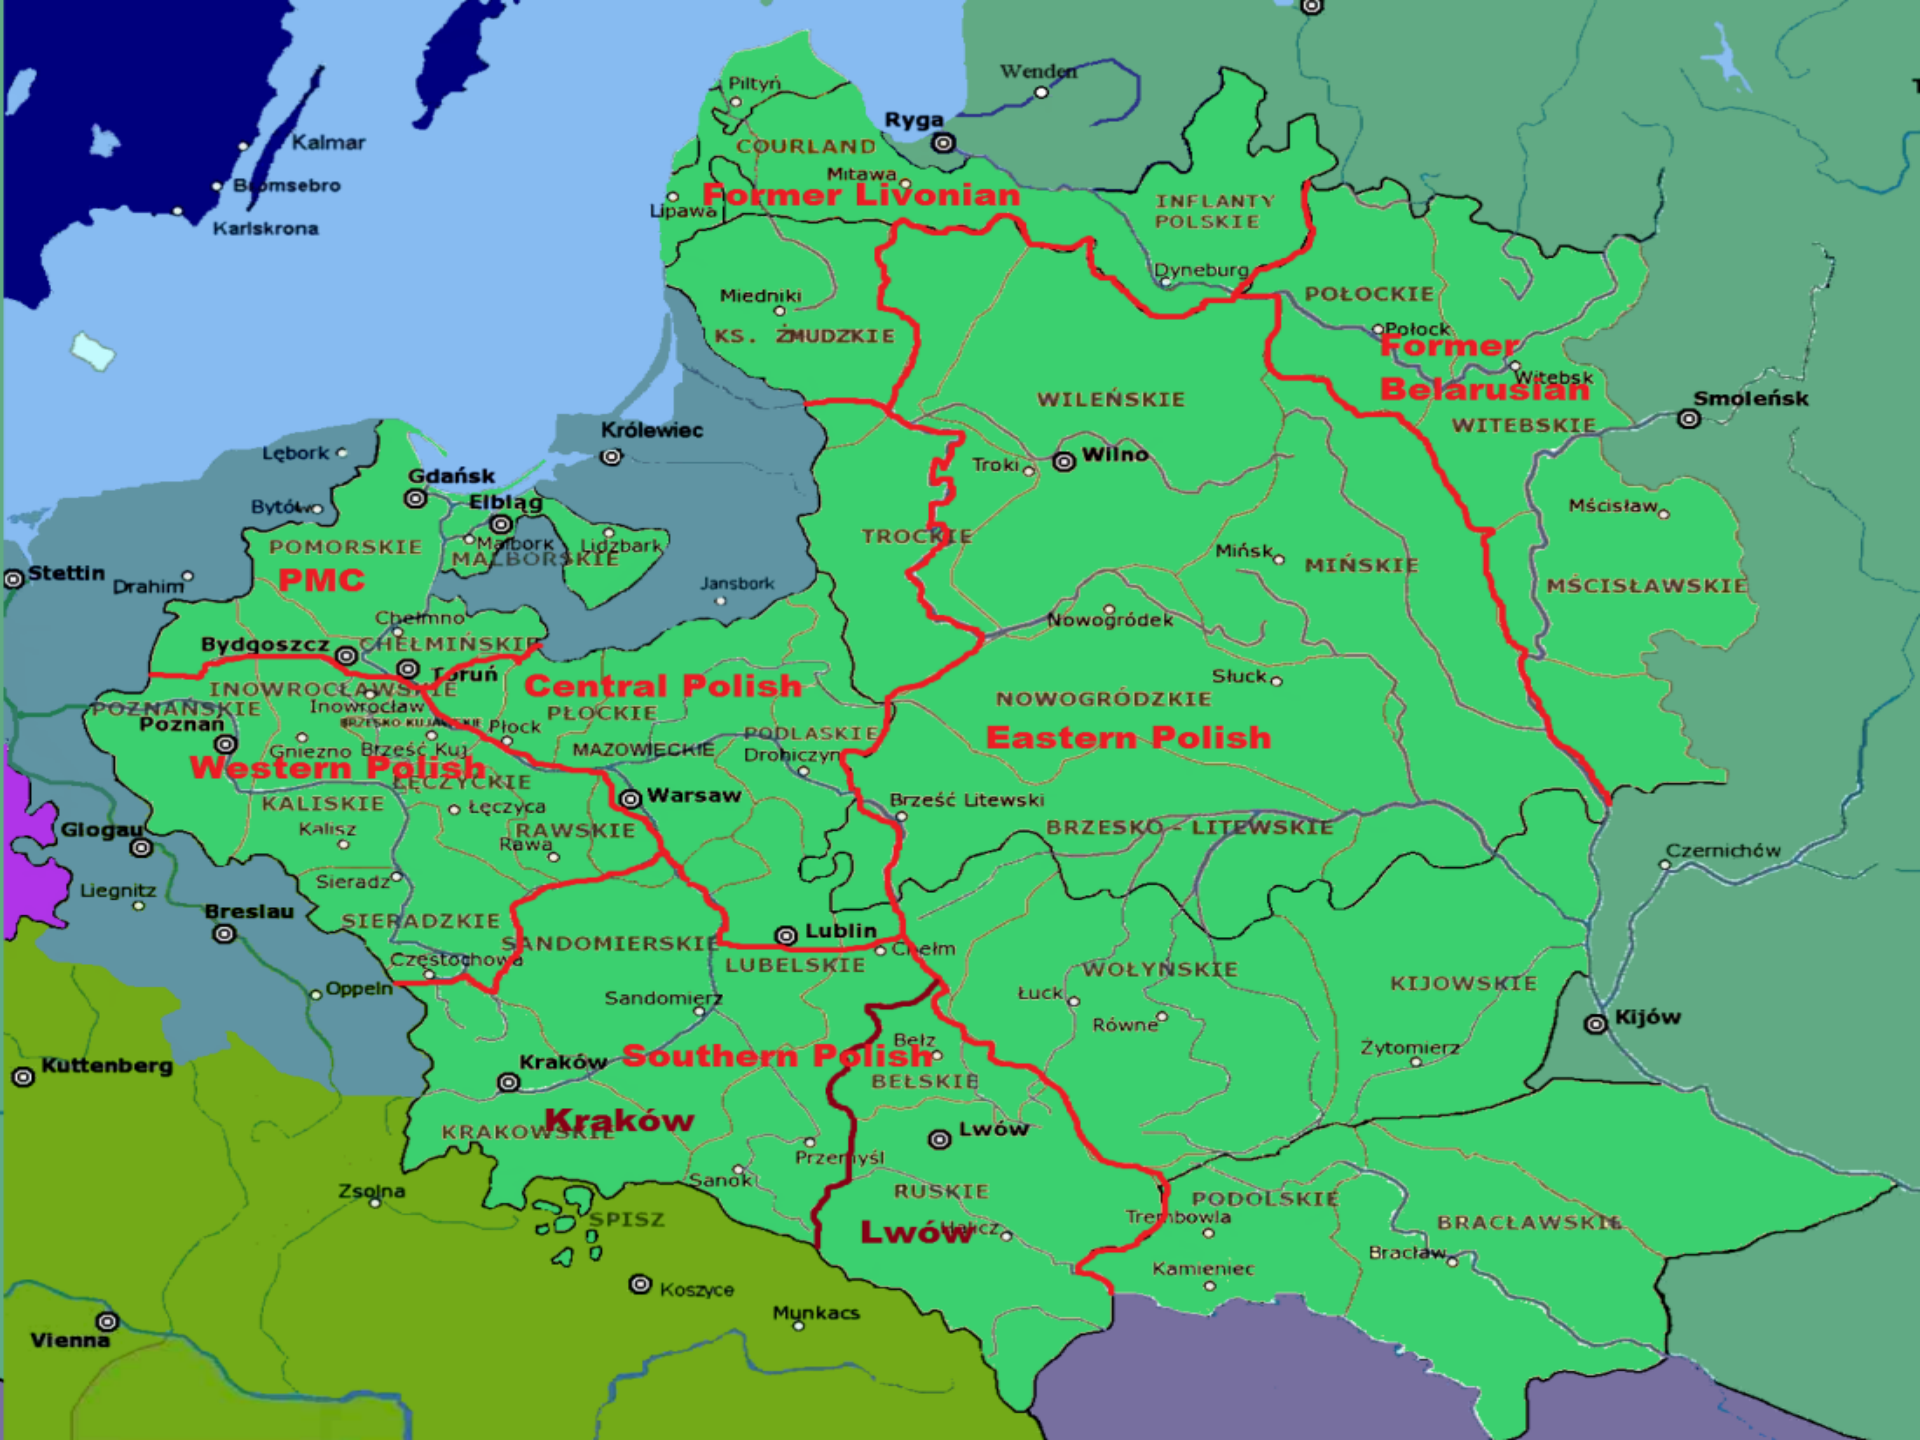 Wenden
Piltyń
Ryga
Kalmar
COURLAND
Mitawa
Bromsebro
Former Livonian
Lipawa
INFLANTY
POLSKIE
Karlskrona
Dyneburg
Miedniki
POŁOCKIE
KS. ŻMUDZKIE
Połock
Former
Witebsk
Belarusian
WILEŃSKIE
Smoleńsk
WITEBSKIE
Królewiec
Lębork
Wilno
Troki
Gdańsk
Elbląg
Bytów
Mścisław
TROCKIE
Malbork
Lidzbark
POMORSKIE
MALBORSKIE
Mińsk
MIŃSKIE
Stettin
Drahim
PMC
Jansbork
MŚCISŁAWSKIE
Chełmno
Nowogródek
Bydgoszcz
CHEŁMIŃSKIE
Toruń
Słuck
INOWROCŁAWSKIE
Central Polish
NOWOGRÓDZKIE
POZNAŃSKIE
Inowrocław
PŁOCKIE
Poznan
BRZESKO KUJAWSKIE
Płock
PODLASKIE
Eastern Polish
Gniezno
Brześć Kuj
MAZOWIECKIE
Drohiczyn
Western Polish
ŁĘCZYCKIE
Warsaw
KALISKIE
Łęczyca
Brześć Litewski
Glogau
Kalisz
RAWSKIE
BRZESKO - LITEWSKIE
Rawa
Czernichów
Sieradz
Liegnitz
Breslau
SIERADZKIE
Lublin
SANDOMIERSKIE
Chełm
Częstochowa
LUBELSKIE
WOŁYŃSKIE
Oppeln
KIJOWSKIE
Sandomierz
Łuck
Równe
Kijów
Bełz
Żytomierz
Kuttenberg
Kraków
Southern Polish
BEŁSKIE
Kraków
KRAKOWSKIE
Lwów
Przemyśl
Sanok
Zsolna
RUSKIE
PODOLSKIE
SPISZ
Trembowla
BRACŁAWSKIE
Lwów
Halicz
Bracław
Kamieniec
Koszyce
Munkacs
Vienna
T